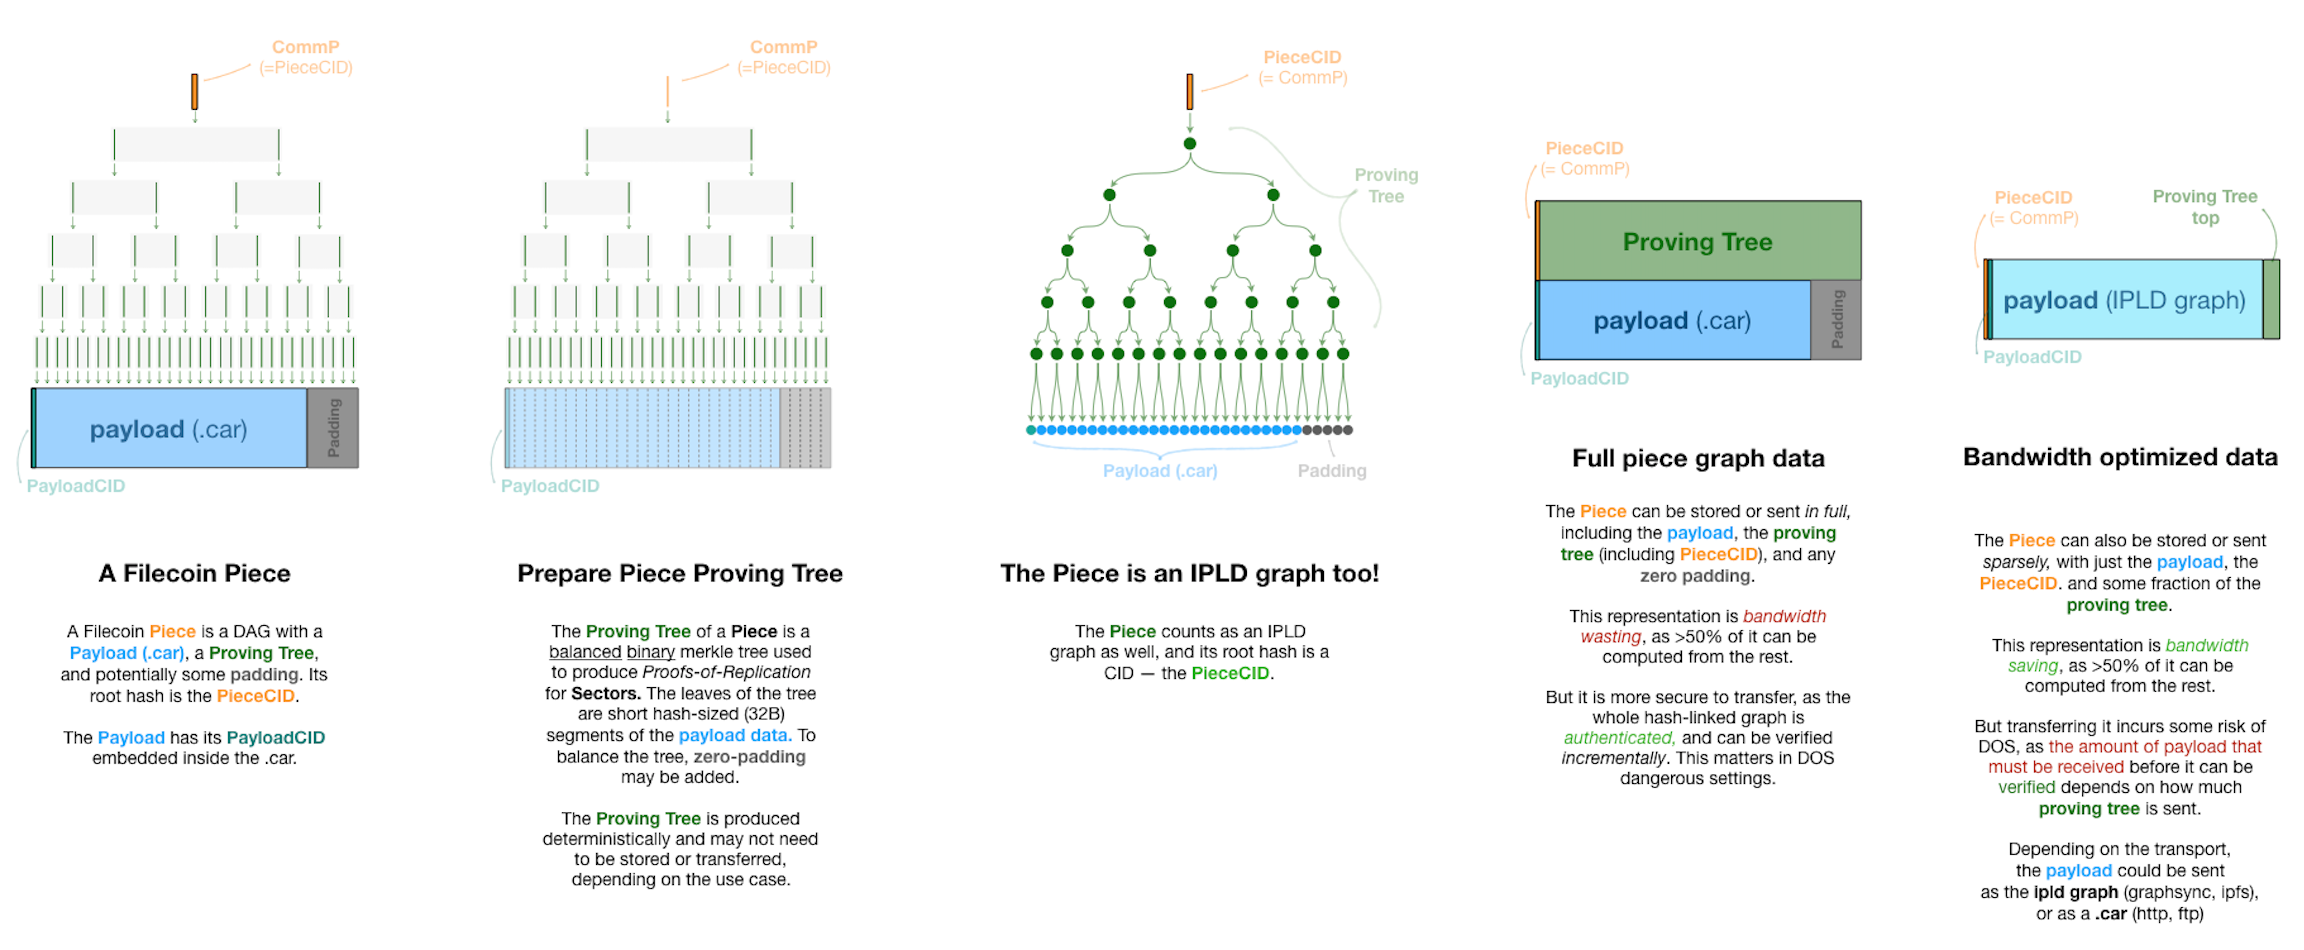 CommP
(=PieceCID)
payload (.car)
Padding
PayloadCID
A Filecoin Piece
A Filecoin Piece is a DAG with a
Payload (.car), a Proving Tree,
and potentially some padding. Its
root hash is the PieceCID.
The Payload has its PayloadCID
embedded inside the .car.
CommP
(=PieceCID)
PayloadCID
Prepare Piece Proving Tree
The Proving Tree of a Piece is a
balanced binary merkle tree used
to produce Proofs-of-Replication
for Sectors. The leaves of the tree
are short hash-sized (32B)
segments of the payload data. To
balance the tree, zero-padding
may be added.
The Proving Tree is produced
deterministically and may not need
to be stored or transferred,
depending on the use case.
PieceCID
(= CommP)
Proving
Tree
Payload (.car)
Padding
The Piece is an IPLD graph too!
The Piece counts as an IPLD
graph as well, and its root hash is a
CID — the PieceCID.
PieceCID
(= CommP)
Proving Tree
payload (.car)
Padding
PayloadCID
Full piece graph data
The Piece can be stored or sent in full,
including the payload, the proving
tree (including PieceCID), and any
zero padding.
This representation is bandwidth
wasting, as >50% of it can be
computed from the rest.
But it is more secure to transfer, as the
whole hash-linked graph is
authenticated, and can be verified
incrementally. This matters in DOS
dangerous settings.
PieceCID
(= CommP)
Proving Tree
top
payload (IPLD graph)
PayloadCID
Bandwidth optimized data
The Piece can also be stored or sent
sparsely, with just the payload, the
PieceCID. and some fraction of the
proving tree.
This representation is bandwidth
saving, as >50% of it can be
computed from the rest.
But transferring it incurs some risk of
DOS, as the amount of payload that
must be received before it can be
verified depends on how much
proving tree is sent.
Depending on the transport,
the payload could be sent
as the ipld graph (graphsync, ipfs),
or as a .car (http, ftp)